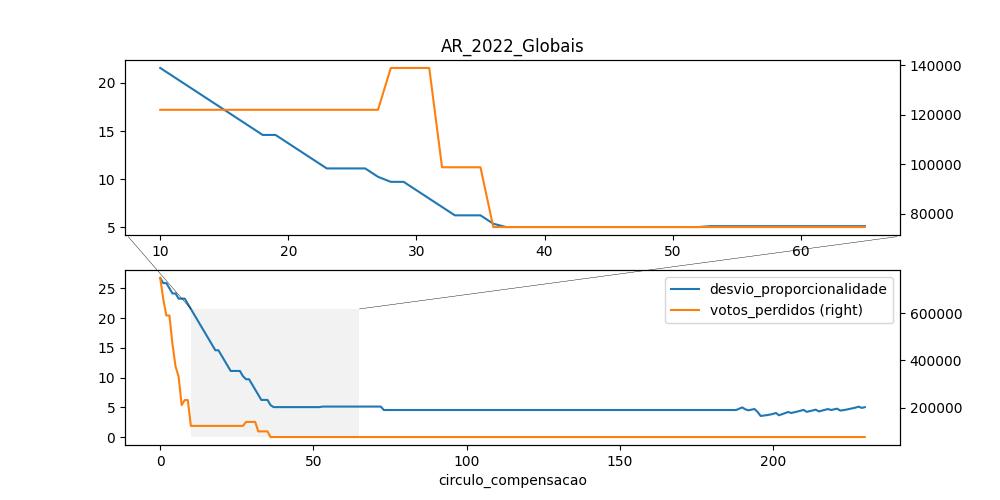 AR_2022_Globais
20
15
10
5
140000
120000
100000
80000
10 20 30 40 50 60
desvio_proporcionalidade
votos_perdidos (right)
25
20
15
10
5
0
600000
400000
200000
0 50 100 150 200
circulo_compensacao